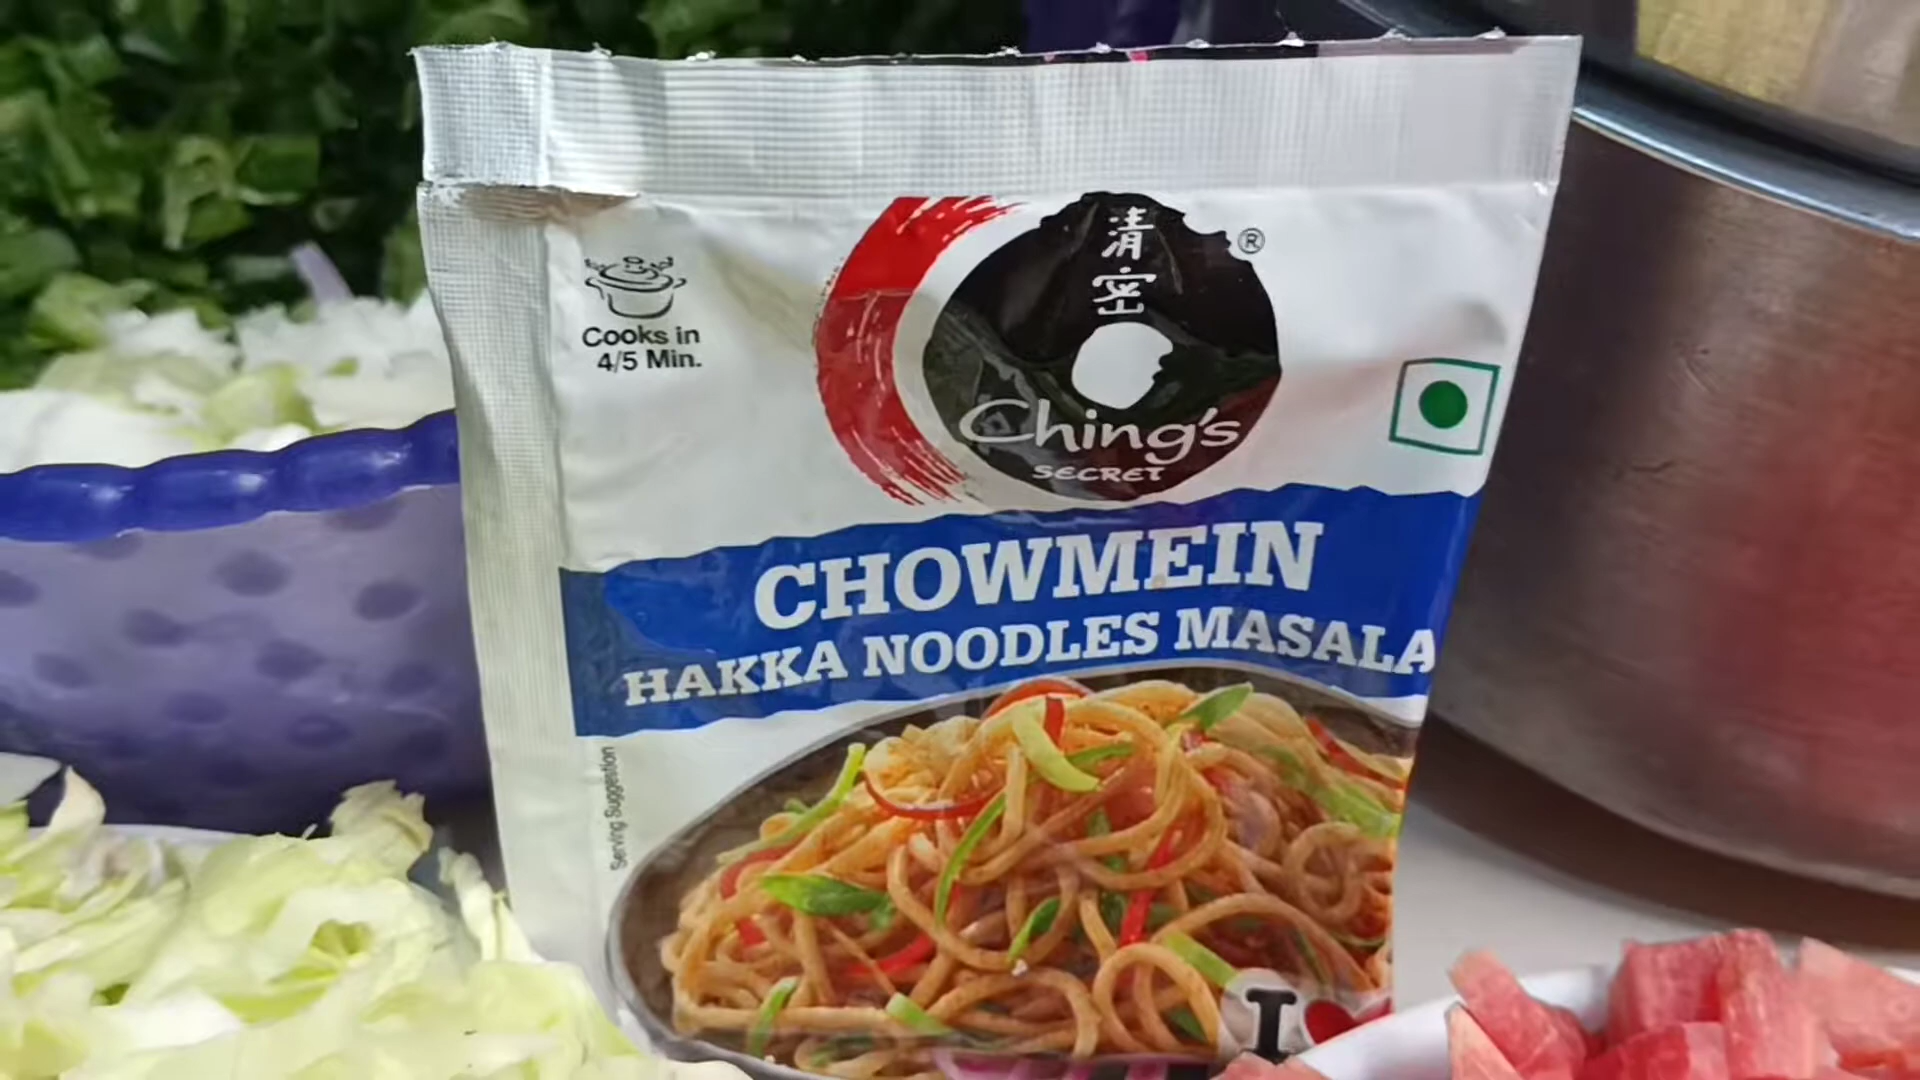 清
密
®
Ching's
SECRET
Cooks in
4/5 Min.
CHOWMEIN
HAKKA NOODLES MASALA
Serving Suggestion
I